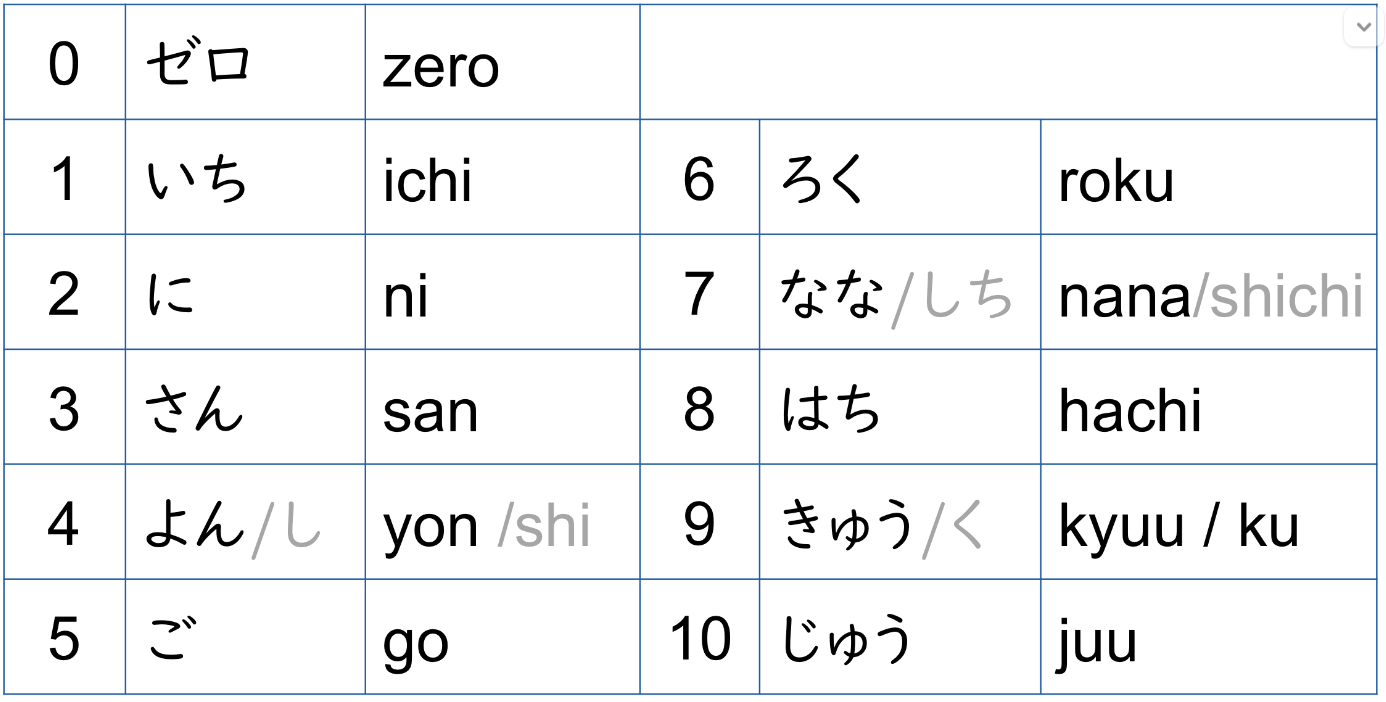 0 ゼロ zero
1 いち ichi 6 ろく roku
2 に ni 7 なな/しち nana/shichi
3 さん san 8 はち hachi
4 よん/し yon /shi 9 きゅう/く kyuu / ku
5 ご go 10 じゅう juu